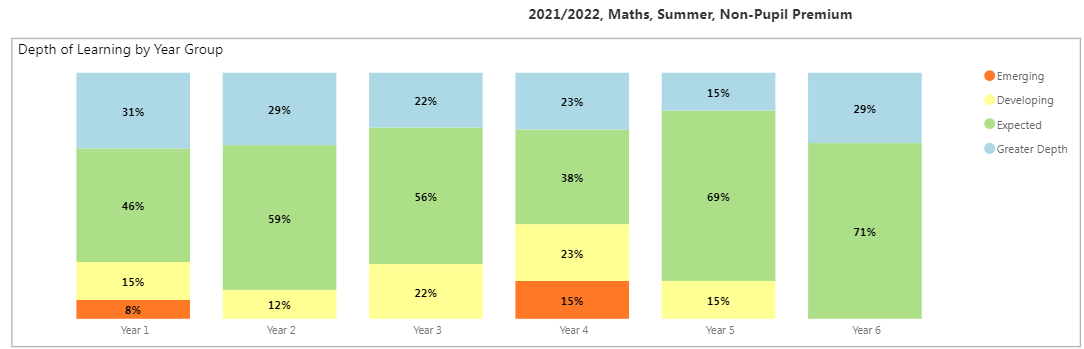 2021/2022, Maths, Summer, Non-Pupil Premium
Depth of Learning by Year Group
31% 29% 22% 23% 15% 29%
46% 59% 56% 38% 69% 71%
15% 12% 22% 23% 15%
8% 15%
Year 1 Year 2 Year 3 Year 4 Year 5 Year 6
Emerging
Developing
Expected
Greater Depth